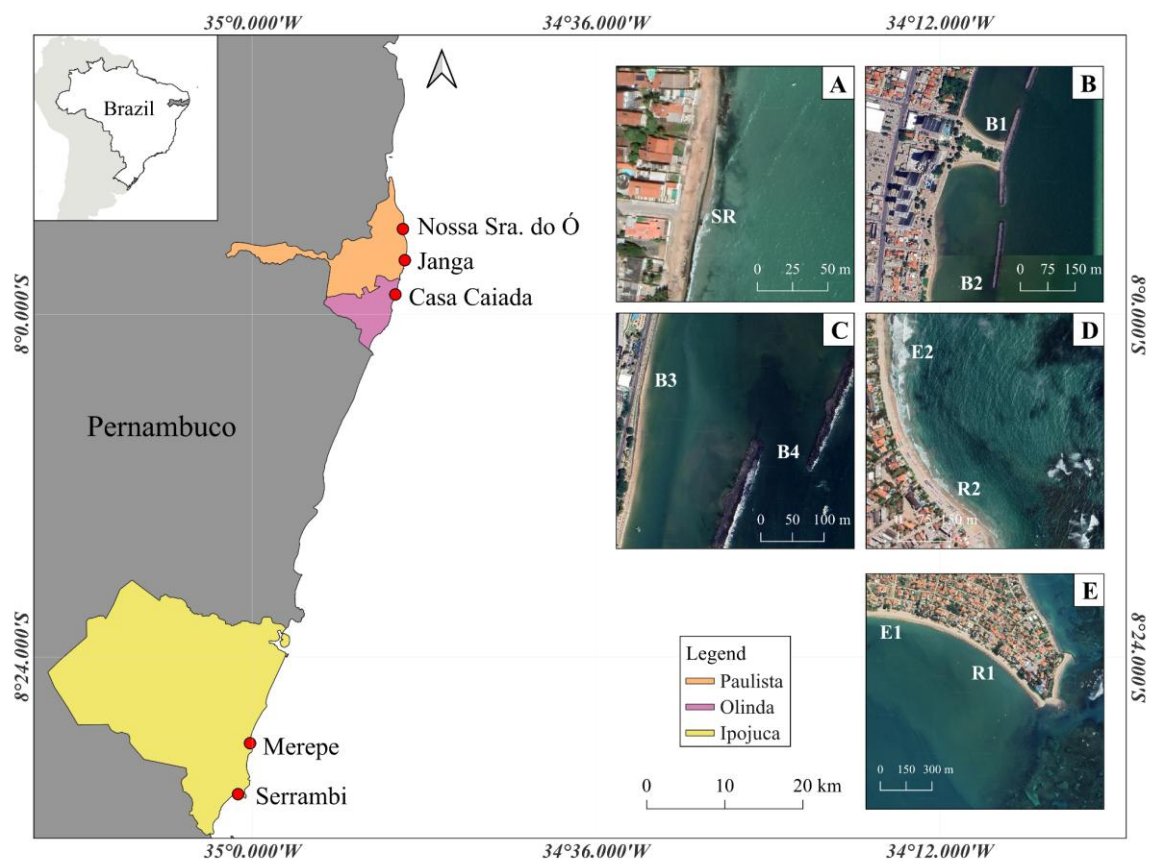 35°0.000'W 34°36.000'W 34°12.000'W
Brazil
Nossa Sra. do Ó
Janga
Casa Caiada
Pernambuco
Merepe
Serrambi
8°0.000'S
8°24.000'S
A
SR
0 25 50 m
B
B1
B2
0 75 150 m
C
B3
B4
0 50 100 m
D
E2
R2
75 150 m
E
E1
R1
0 150 300 m
8°0.000'S
8°24.000'S
Legend
Paulista
Olinda
Ipojuca
0 10 20 km
35°0.000'W 34°36.000'W 34°12.000'W